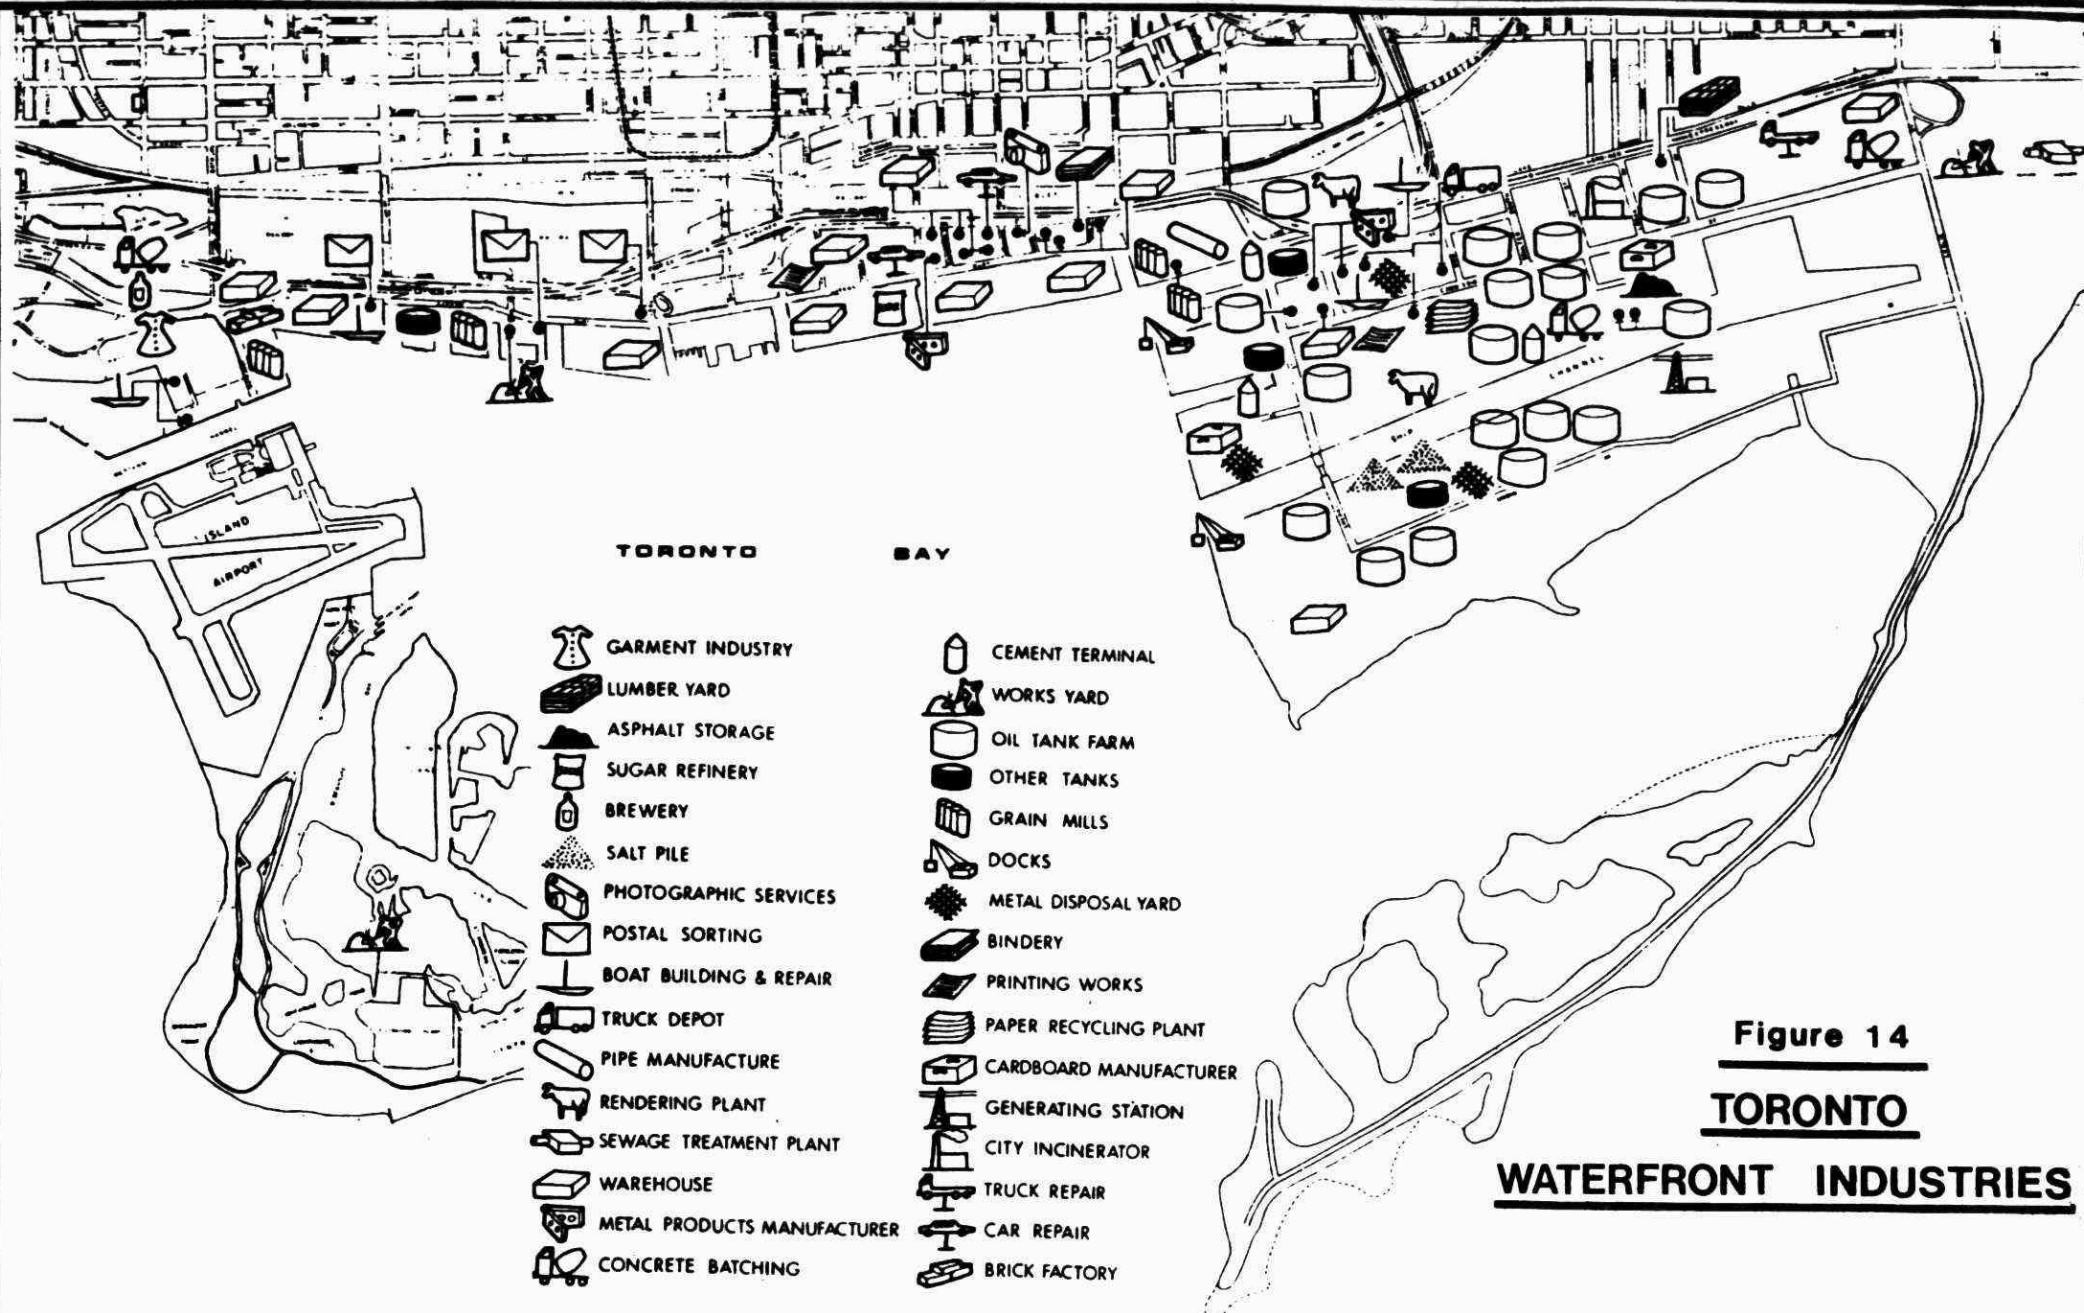 CHANNEL
SHIP
ISLAND
AIRPORT
TORONTO BAY
GARMENT INDUSTRY
LUMBER YARD
ASPHALT STORAGE
SUGAR REFINERY
BREWERY
SALT PILE
PHOTOGRAPHIC SERVICES
POSTAL SORTING
BOAT BUILDING & REPAIR
TRUCK DEPOT
PIPE MANUFACTURE
RENDERING PLANT
SEWAGE TREATMENT PLANT
WAREHOUSE
METAL PRODUCTS MANUFACTURER
CONCRETE BATCHING
CEMENT TERMINAL
WORKS YARD
OIL TANK FARM
OTHER TANKS
GRAIN MILLS
DOCKS
METAL DISPOSAL YARD
BINDERY
PRINTING WORKS
PAPER RECYCLING PLANT
CARDBOARD MANUFACTURER
GENERATING STATION
CITY INCINERATOR
TRUCK REPAIR
CAR REPAIR
BRICK FACTORY
Figure 14
TORONTO
WATERFRONT INDUSTRIES